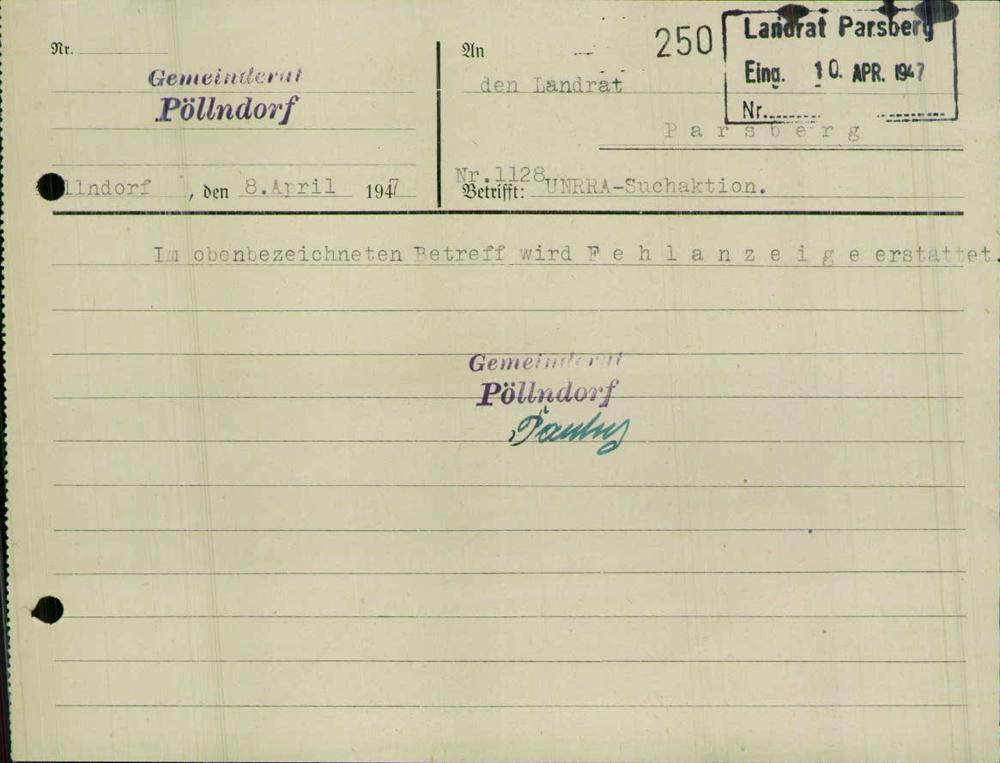 Nr.
Gemeinderat
Pöllndorf
llndorf, den 8.April 1947
An
den Landrat
Parsberg
250
Landrat Parsberg
Eing. 10. APR. 1947
Nr.
Nr.1128
Betrifft: UNRRA-Suchaktion.
Im obenbezeichneten Betreff wird Fehlanzeige erstattet.
Gemeinderat
Pöllndorf